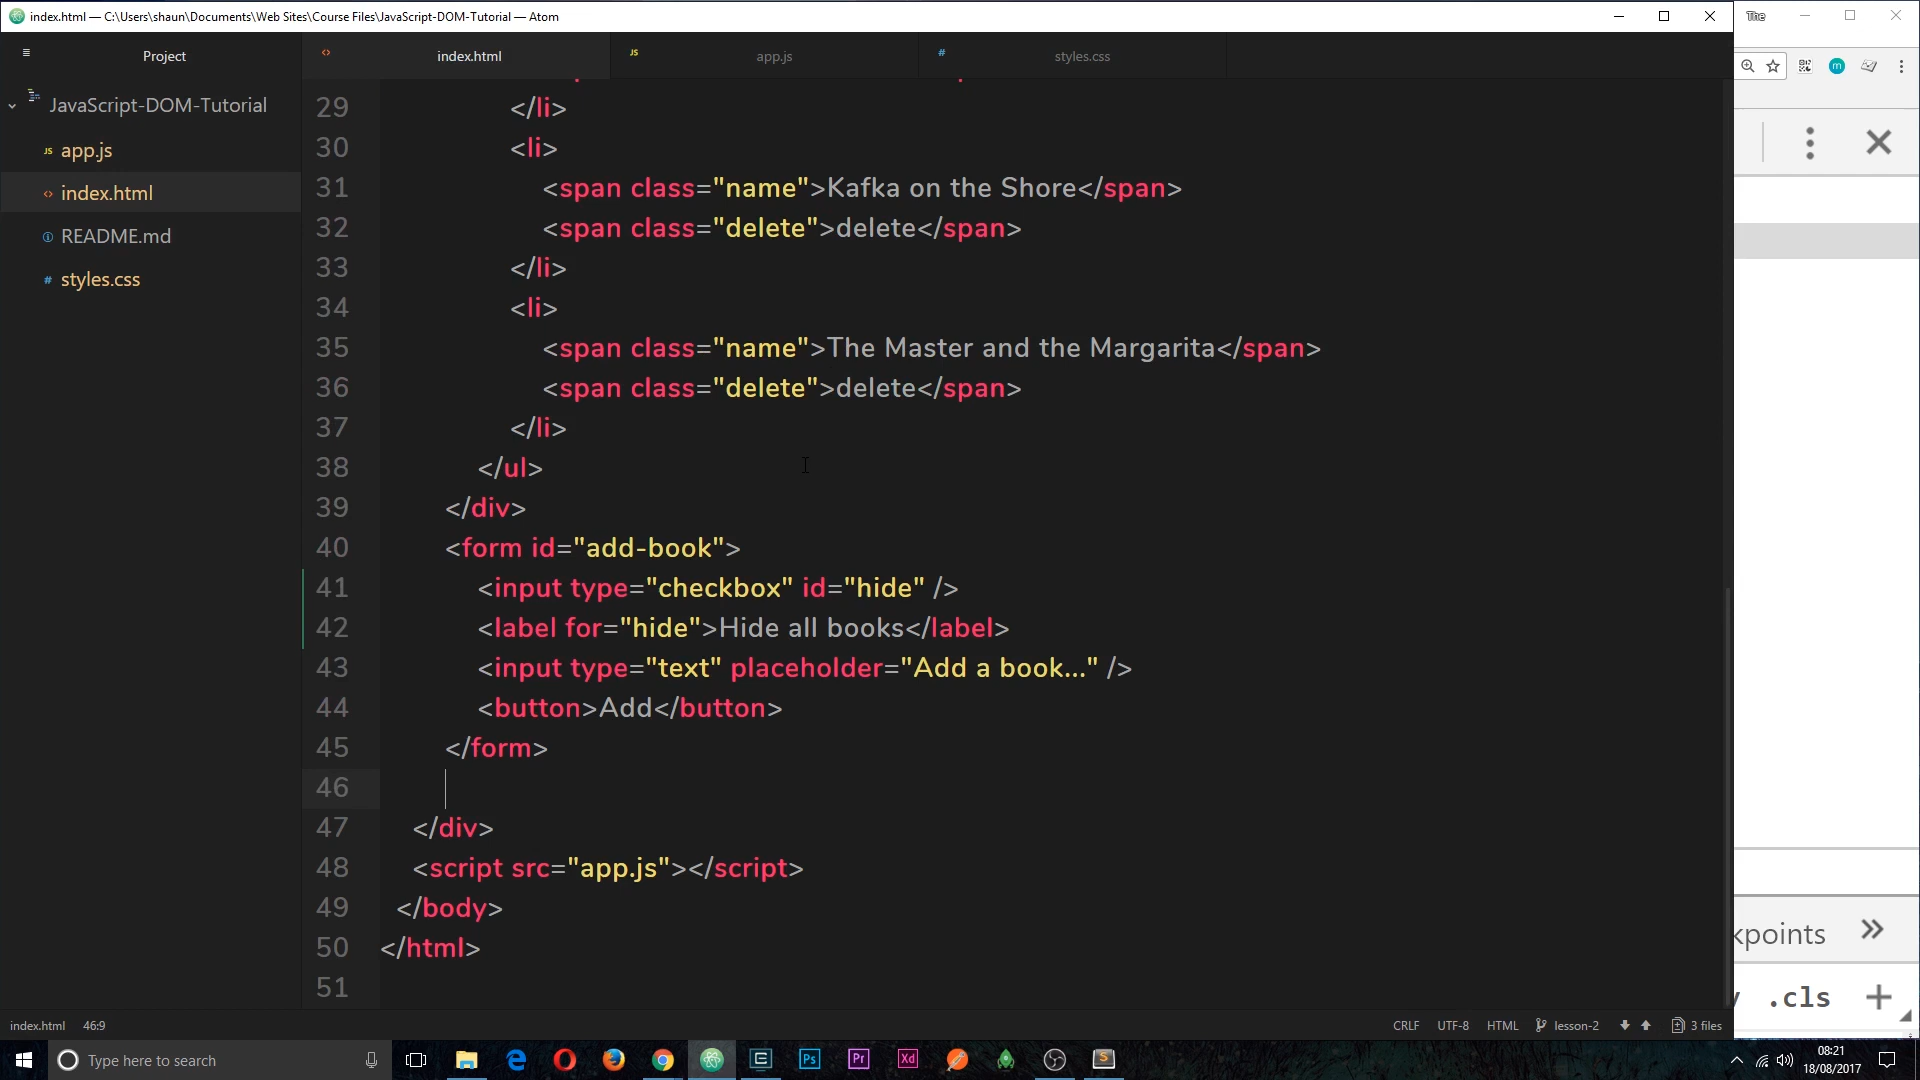 index.html — C:\Users\shaun\Documents\Web Sites\Course Files\JavaScript-DOM-Tutorial — Atom
The
Project
index.html
JS app.js
# styles.css
JavaScript-DOM-Tutorial
JS app.js
index.html
README.md
# styles.css
29 </li>
30 <li>
31 <span class="name">Kafka on the Shore</span>
32 <span class="delete">delete</span>
33 </li>
34 <li>
35 <span class="name">The Master and the Margarita</span>
36 <span class="delete">delete</span>
37 </li>
38 </ul>
39 </div>
40 <form id="add-book">
41 <input type="checkbox" id="hide" />
42 <label for="hide">Hide all books</label>
43 <input type="text" placeholder="Add a book..." />
44 <button>Add</button>
45 </form>
46
47 </div>
48 <script src="app.js"></script>
49 </body>
50 </html>
51
m
kpoints
.cls
index.html 46:9
CRLF UTF-8 HTML lesson-2 3 files
Type here to search
Ps
Pr
Xd
S
08:21
18/08/2017